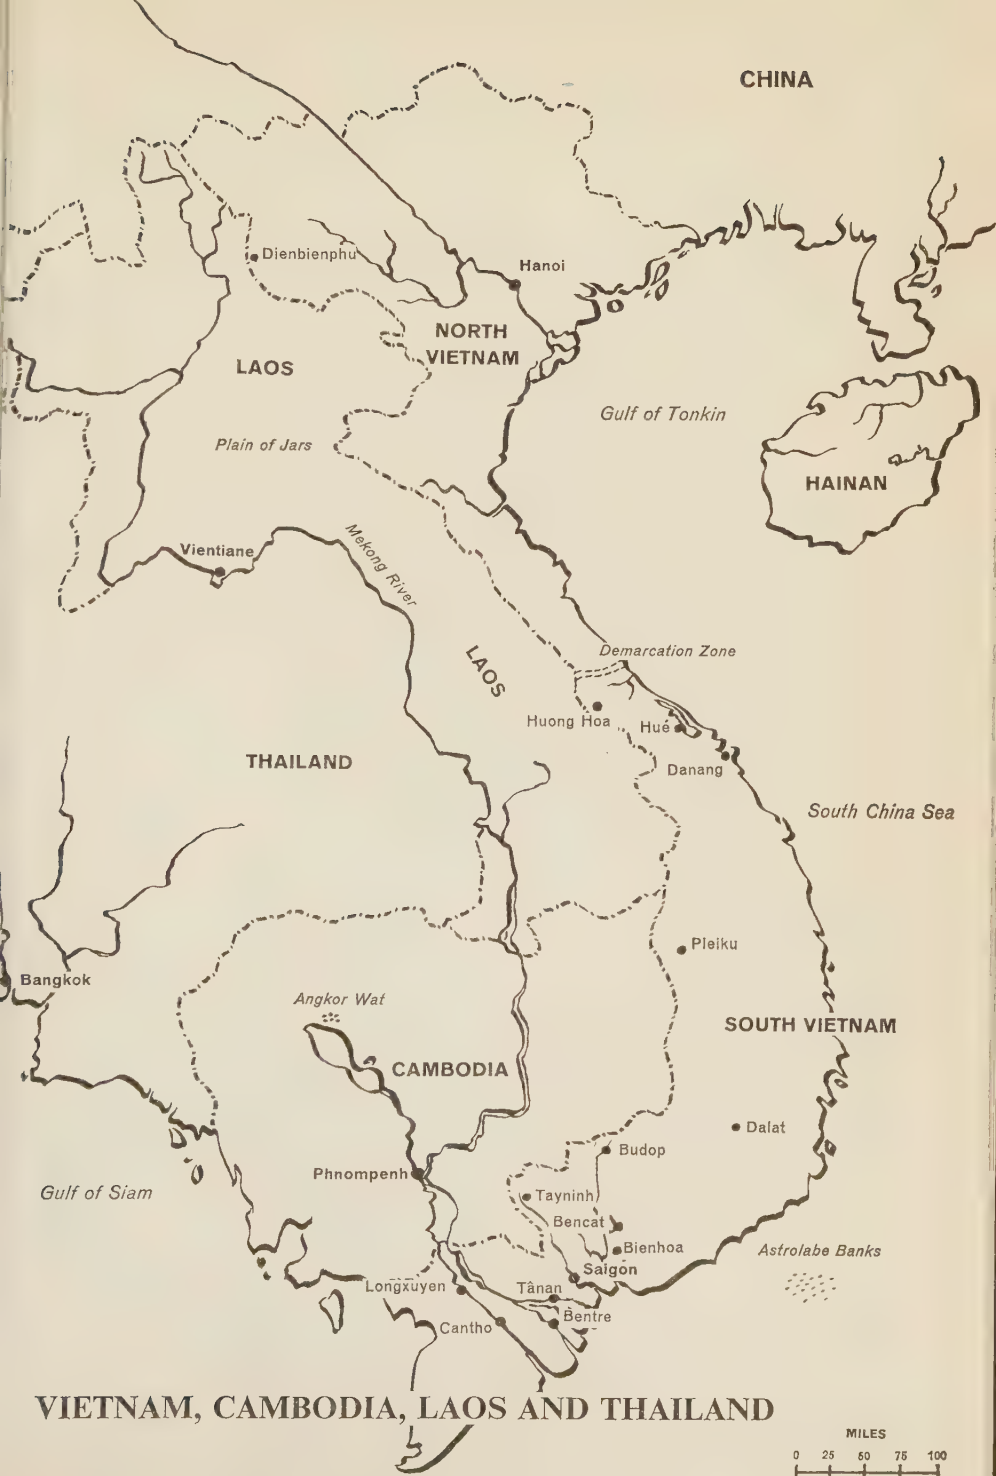 CHINA
Dienbienphu
Hanoi
NORTH
VIETNAM
LAOS
Gulf of Tonkin
Plain of Jars
HAINAN
Vientiane
Mekong River
Demarcation Zone
LAOS
Huong Hoa
Hué
THAILAND
Danang
South China Sea
Pleiku
Bangkok
Angkor Wat
SOUTH VIETNAM
CAMBODIA
Dalat
Budop
Phnompenh
Gulf of Siam
Tayninh
Bencat
Bienhoa
Astrolabe Banks
Saigon
Longxuyen
Tânan
Bentre
Cantho
VIETNAM, CAMBODIA, LAOS AND THAILAND
MILES
0 25 50 75 100